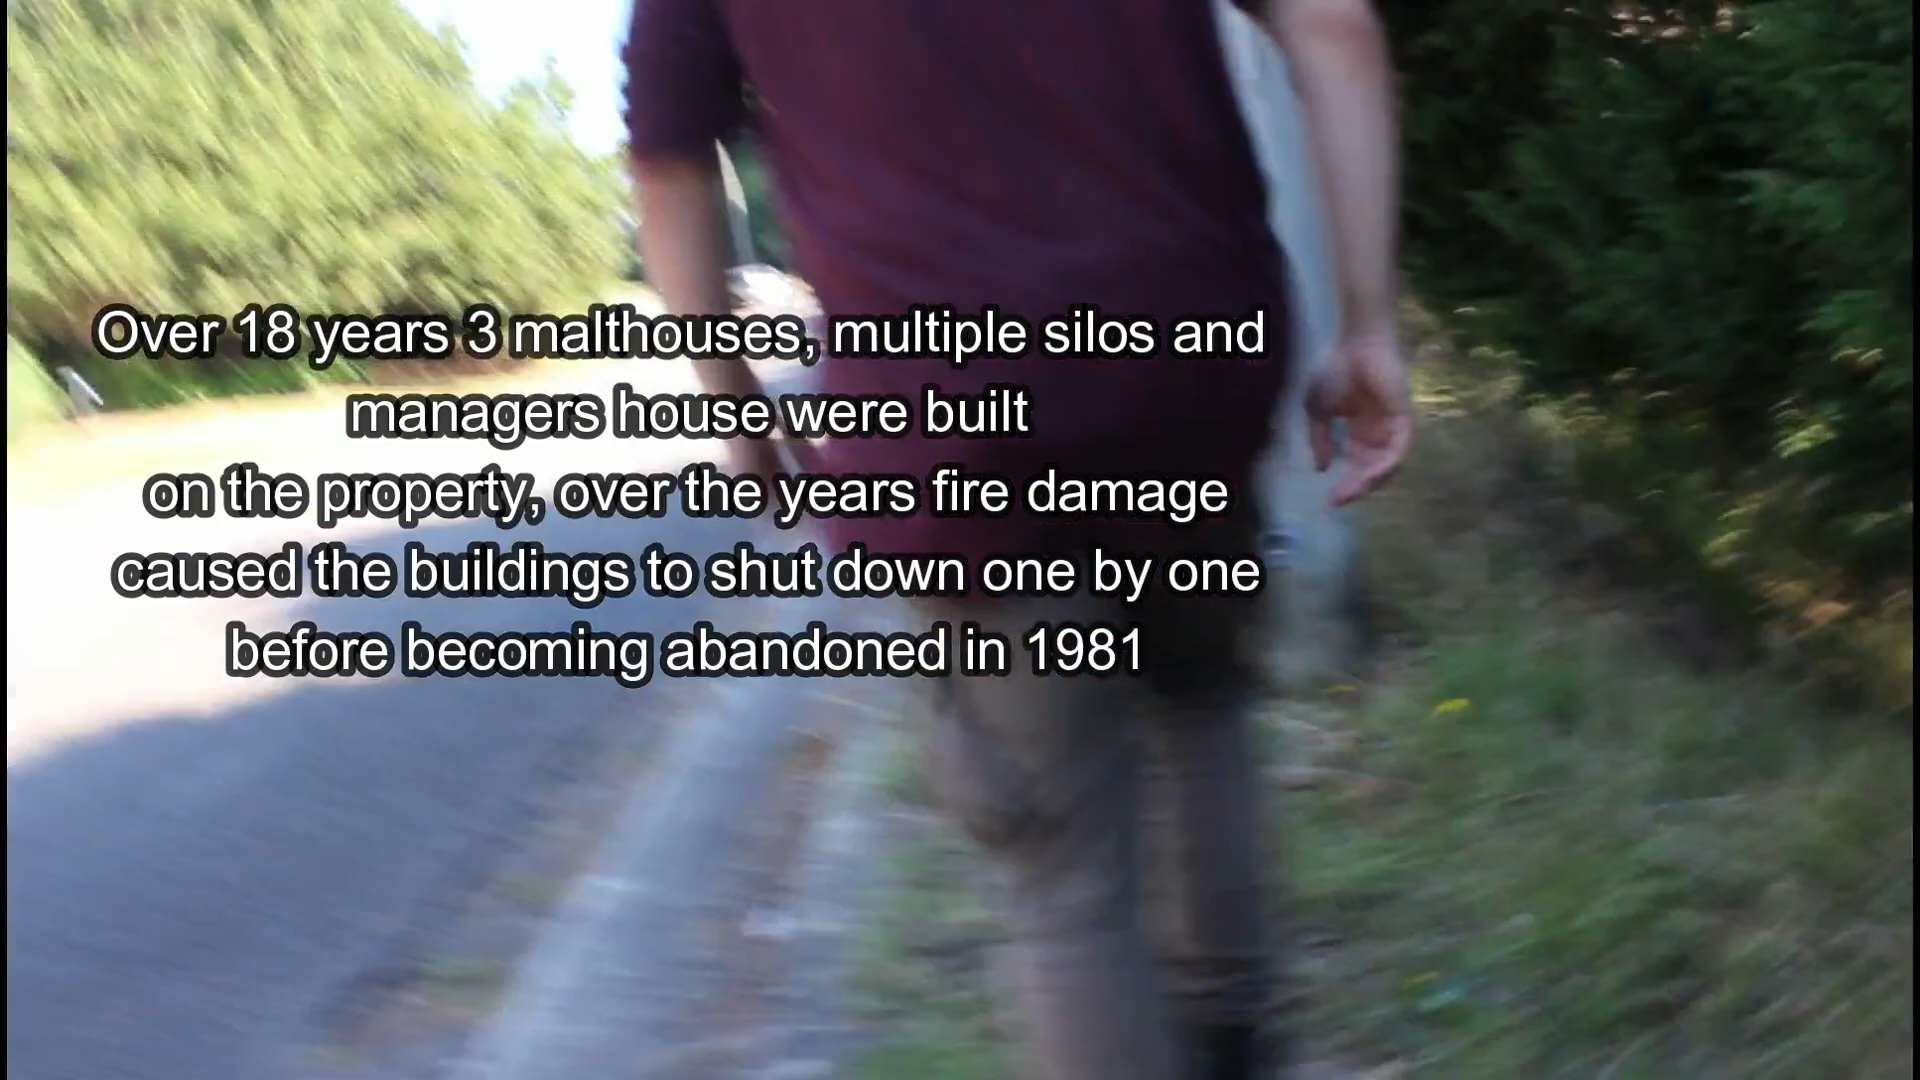 Over 18 years 3 malthouses, multiple silos and
managers house were built
on the property, over the years fire damage
caused the buildings to shut down one by one
before becoming abandoned in 1981